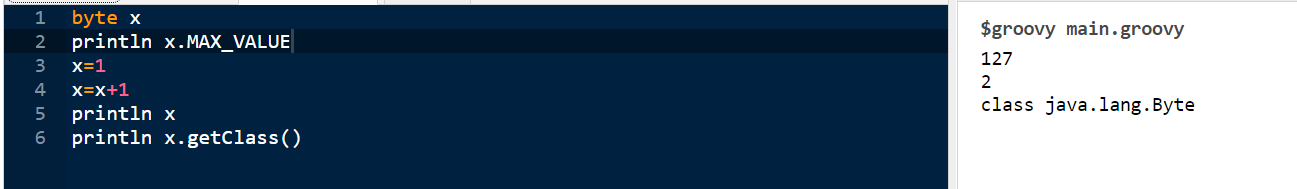 1 byte x
2 println x.MAX_VALUE
3 x=1
4 x=x+1
5 println x
6 println x.getClass()
$groovy main.groovy
127
2
class java.lang.Byte